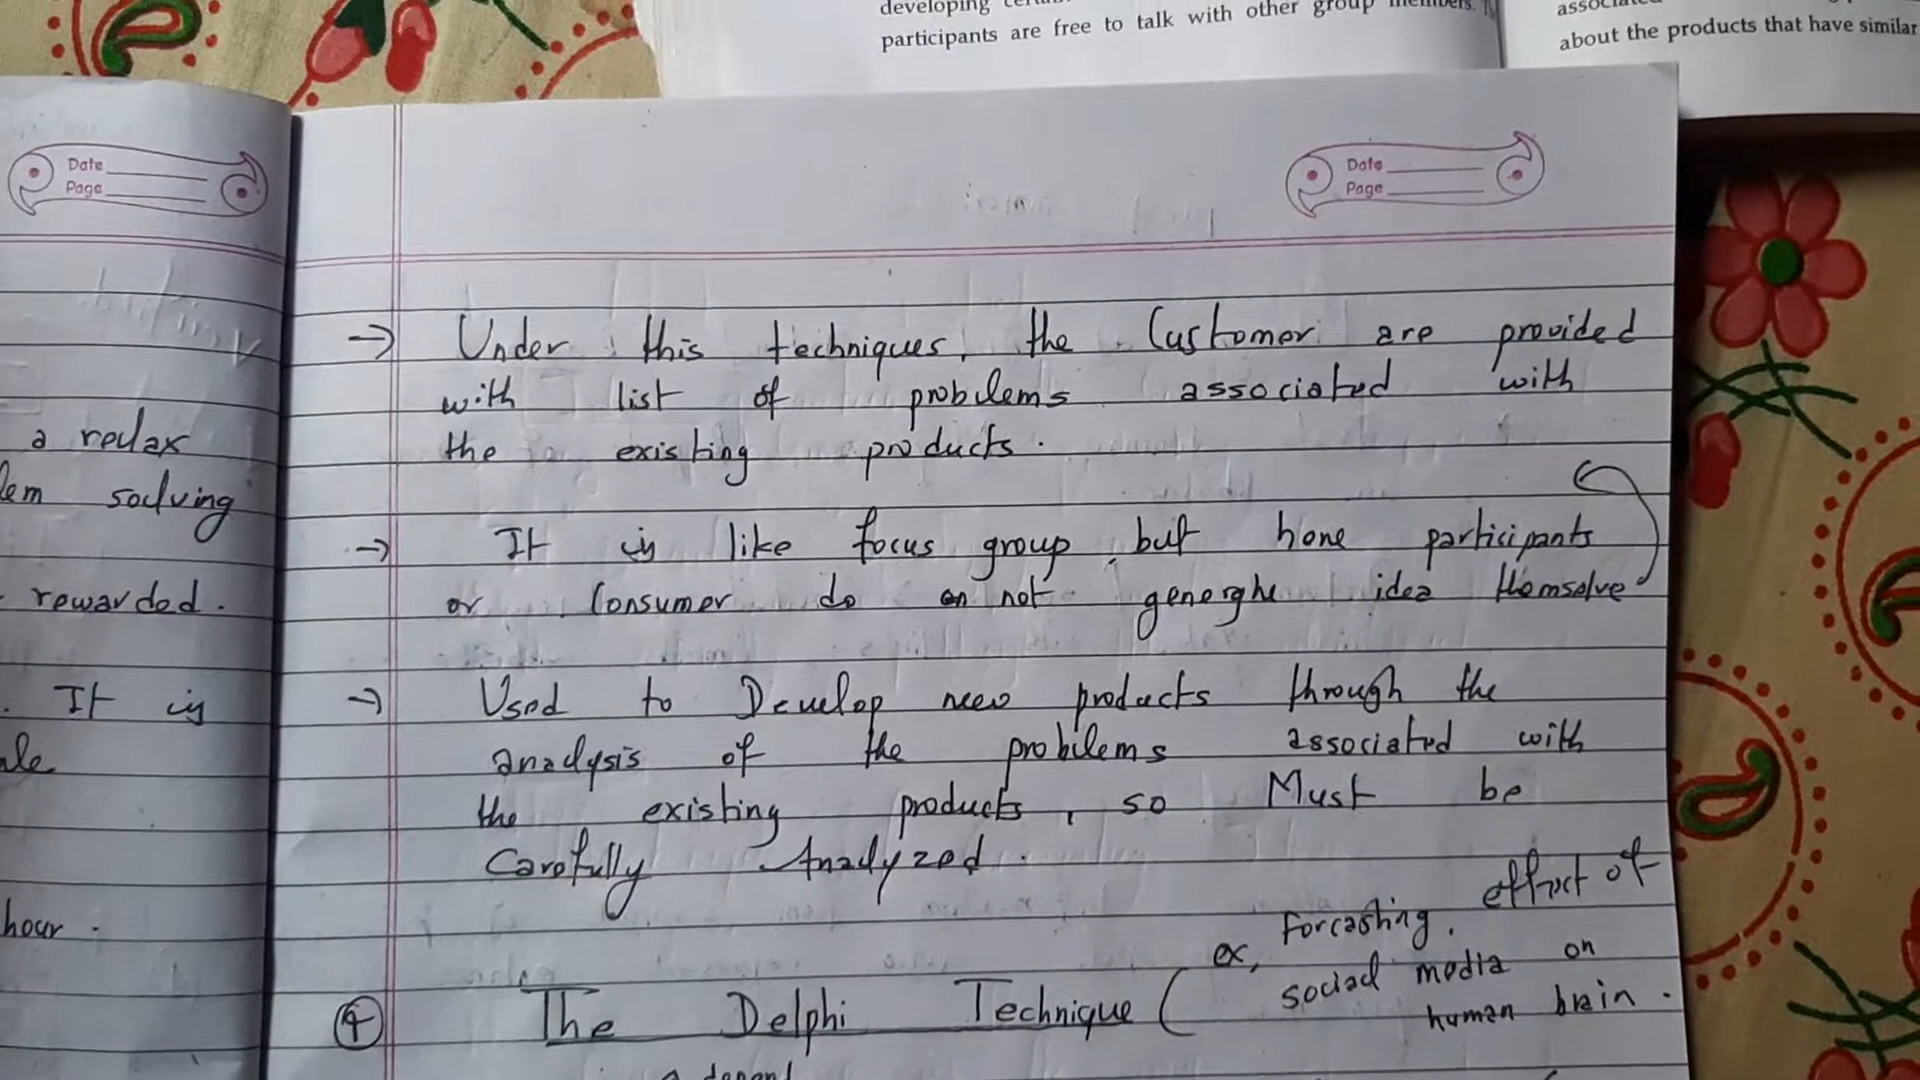 participants are free to talk with other group members.
about the products that have similar
Date
Page
a relax
solving
rewarded.
It is
hour.
Date
Page
→ Under this techniques, the Customer are provided
with list of problems associated with
the existing products.
→ It is like focus group, but hone participants
or Consumer do not generate idea themselve
→ Used to Develop new products through the
analysis of the problems associated with
the existing products, so Must be
Carefully Analyzed.
④ The Delphi Technique ( ex, Forcasting. effect of
social media on
human brain.